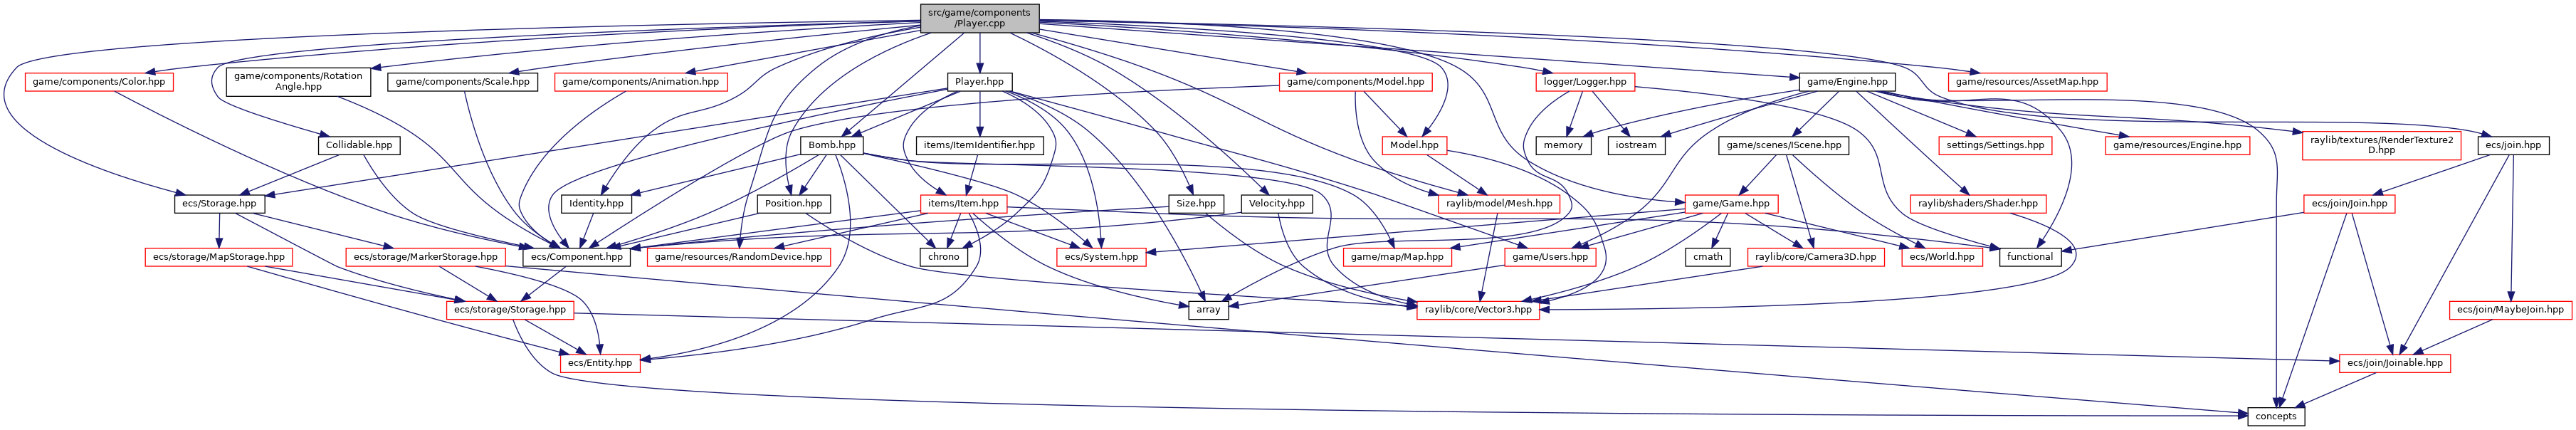 src/game/components
/Player.cpp
game/components/Color.hpp
game/components/Rotation
Angle.hpp
game/components/Scale.hpp
game/components/Animation.hpp
Player.hpp
game/components/Model.hpp
logger/Logger.hpp
game/Engine.hpp
game/resources/AssetMap.hpp
Collidable.hpp
Bomb.hpp
items/ItemIdentifier.hpp
Model.hpp
memory
iostream
game/scenes/IScene.hpp
settings/Settings.hpp
game/resources/Engine.hpp
raylib/textures/RenderTexture2
D.hpp
ecs/join.hpp
ecs/Storage.hpp
Identity.hpp
Position.hpp
items/Item.hpp
Size.hpp
Velocity.hpp
raylib/model/Mesh.hpp
game/Game.hpp
raylib/shaders/Shader.hpp
ecs/join/Join.hpp
ecs/storage/MapStorage.hpp
ecs/storage/MarkerStorage.hpp
ecs/Component.hpp
game/resources/RandomDevice.hpp
chrono
ecs/System.hpp
game/map/Map.hpp
game/Users.hpp
cmath
raylib/core/Camera3D.hpp
ecs/World.hpp
functional
ecs/storage/Storage.hpp
array
raylib/core/Vector3.hpp
ecs/join/MaybeJoin.hpp
ecs/Entity.hpp
ecs/join/Joinable.hpp
concepts